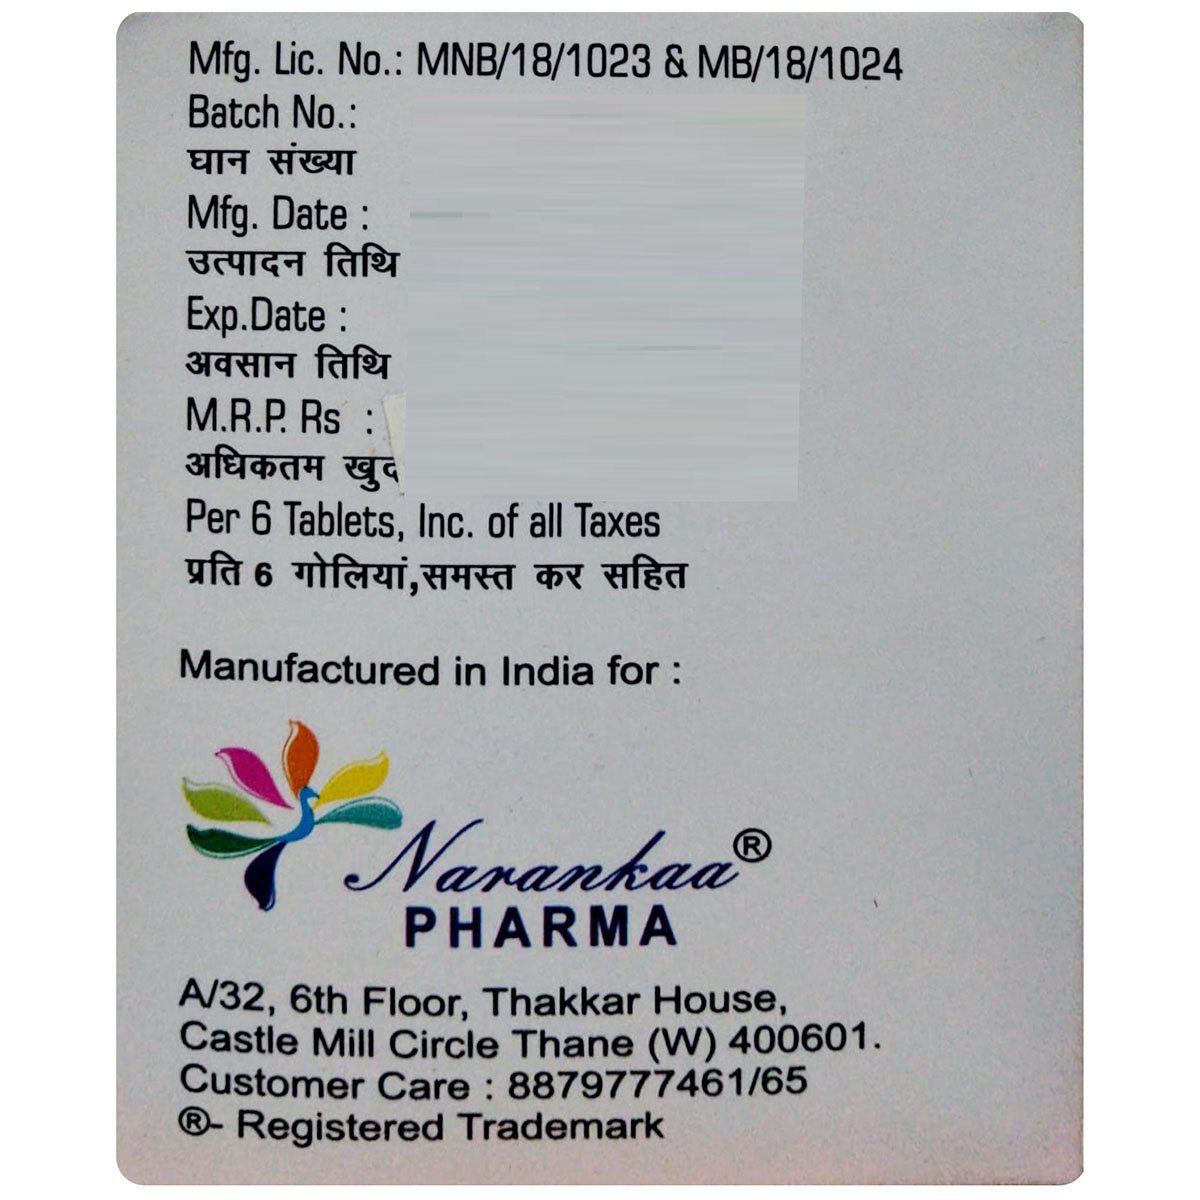 Mfg. Lic. No.: MNB/18/1023 & MB/18/1024
Batch No.:
घान संख्या
Mfg. Date :
उत्पादन तिथि
Exp.Date :
अवसान तिथि
M.R.P. Rs :
अधिकतम
Per 6 Tablets, Inc. of all Taxes
प्रति 6 गोलियां,समस्त कर सहित
Manufactured in India for :
Narankaa®
PHARMA
A/32, 6th Floor, Thakkar House,
Castle Mill Circle Thane (W) 400601.
Customer Care : 8879777461/65
®- Registered Trademark